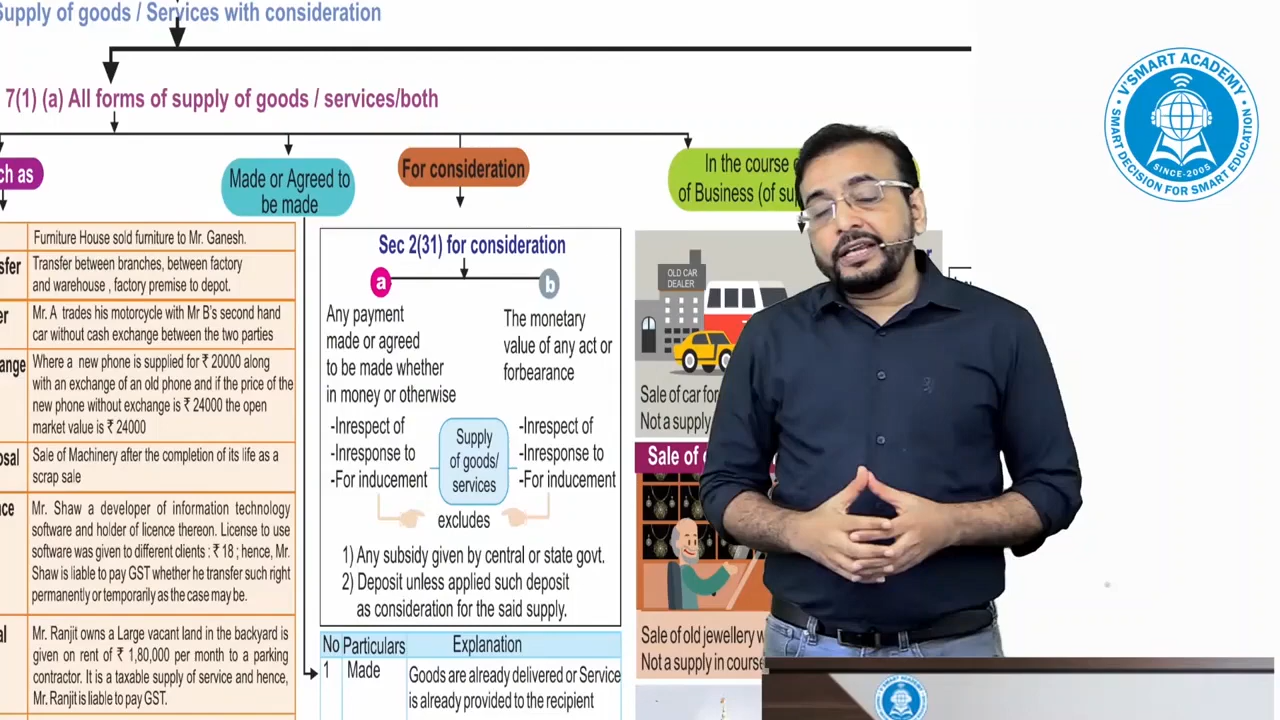 Supply of goods / Services with consideration
7(1) (a) All forms of supply of goods / services/both
Made or Agreed to
be made
For consideration
In the course
of Business (of
Furniture House sold furniture to Mr. Ganesh.
Transfer between branches, between factory
and warehouse , factory premise to depot.
Mr. A trades his motorcycle with Mr B's second hand
car without cash exchange between the two parties
Where a new phone is supplied for ₹ 20000 along
with an exchange of an old phone and if the price of the
new phone without exchange is ₹ 24000 the open
market value is ₹ 24000
Sale of Machinery after the completion of its life as a
scrap sale
Mr. Shaw a developer of information technology
software and holder of licence thereon. License to use
software was given to different clients : ₹ 18 ; hence, Mr.
Shaw is liable to pay GST whether he transfer such right
permanently or temporarily as the case may be.
Mr. Ranjit owns a Large vacant land in the backyard is
given on rent of ₹ 1,80,000 per month to a parking
contractor. It is a taxable supply of service and hence,
Mr. Ranjit is liable to pay GST.
Sec 2(31) for consideration
a
b
Any payment
made or agreed
to be made whether
in money or otherwise
The monetary
value of any act or
forbearance
-Inrespect of
-Inresponse to
-For inducement
Supply
of goods/
services
-Inrespect of
-Inresponse to
-For inducement
excludes
1) Any subsidy given by central or state govt.
2) Deposit unless applied such deposit
as consideration for the said supply.
No Particulars Explanation
1 Made Goods are already delivered or Service
is already provided to the recipient
OLD CAR
DEALER
Sale of car for
Not a supply
Sale of
Sale of old jewellery
Not a supply in course
V'SMART ACADEMY
SINCE-2005
SMART DECISION FOR SMART EDUCATION